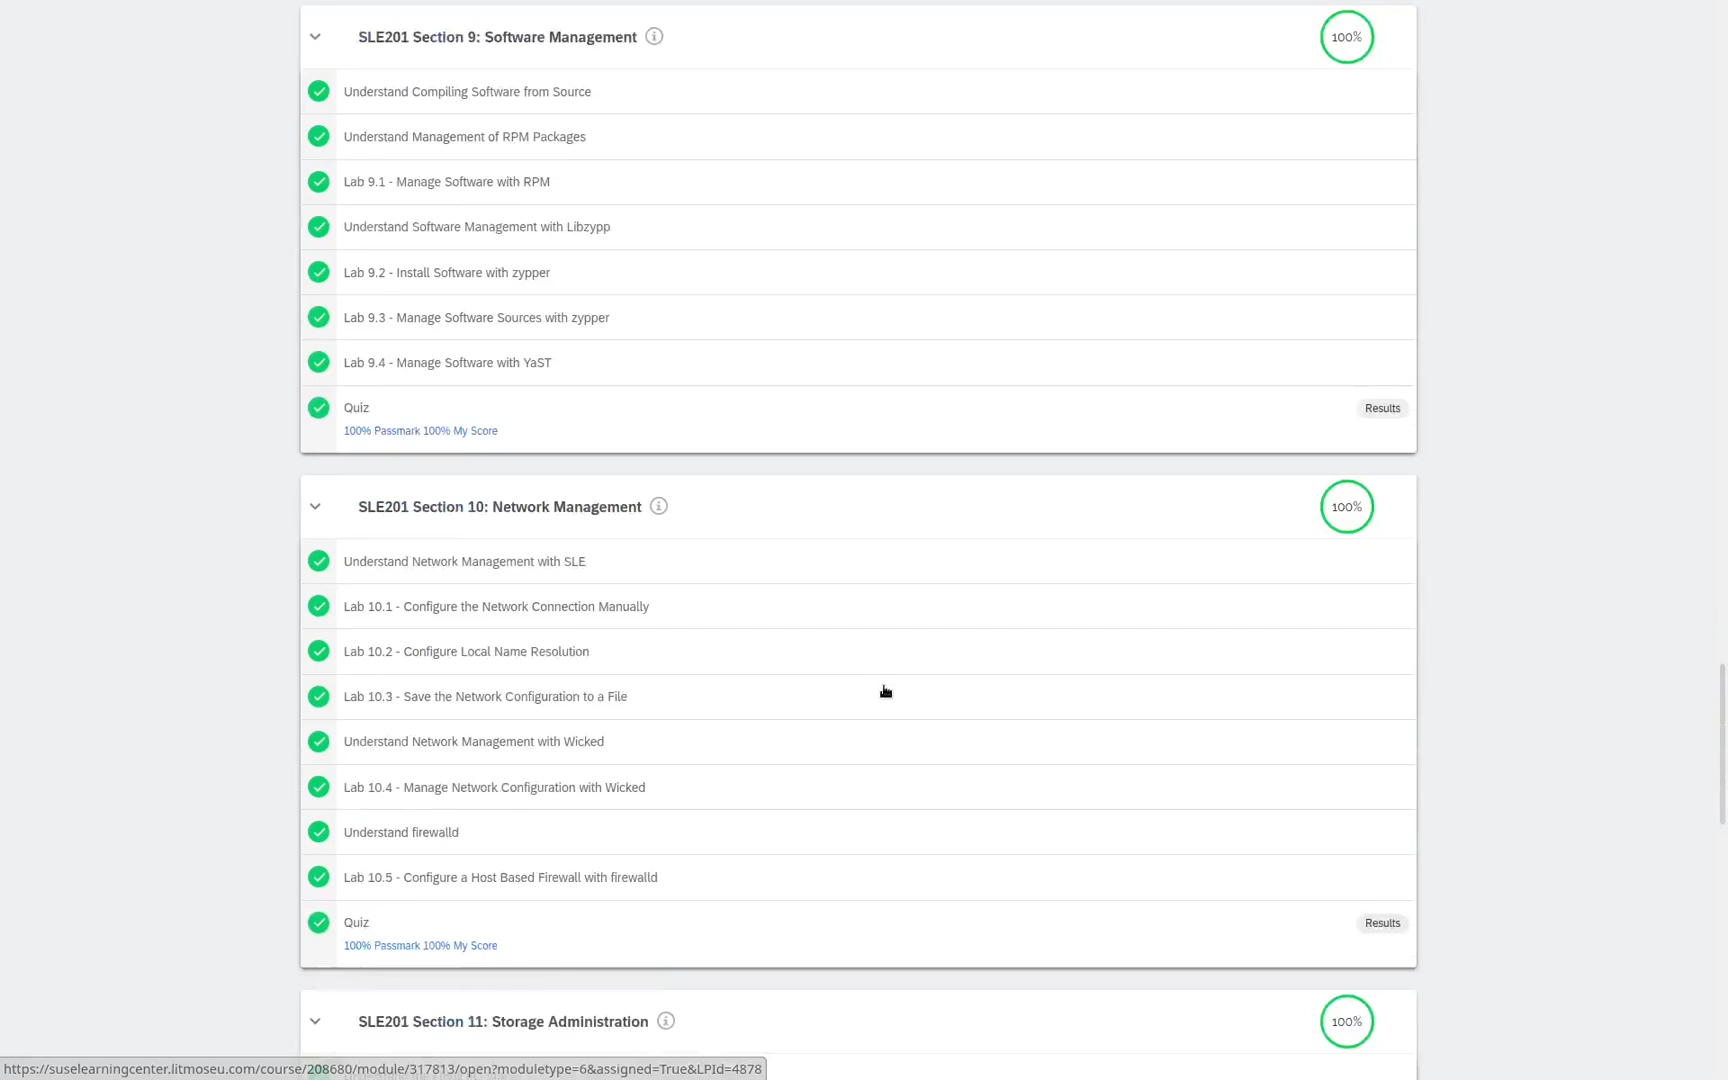 SLE201 Section 9: Software Management
100%
Understand Compiling Software from Source
Understand Management of RPM Packages
Lab 9.1 - Manage Software with RPM
Understand Software Management with Libzypp
Lab 9.2 - Install Software with zypper
Lab 9.3 - Manage Software Sources with zypper
Lab 9.4 - Manage Software with YaST
Quiz
Results
100% Passmark 100% My Score
SLE201 Section 10: Network Management
100%
Understand Network Management with SLE
Lab 10.1 - Configure the Network Connection Manually
Lab 10.2 - Configure Local Name Resolution
Lab 10.3 - Save the Network Configuration to a File
Understand Network Management with Wicked
Lab 10.4 - Manage Network Configuration with Wicked
Understand firewalld
Lab 10.5 - Configure a Host Based Firewall with firewalld
Quiz
Results
100% Passmark 100% My Score
SLE201 Section 11: Storage Administration
100%
https://suselearningcenter.litmoseu.com/course/208680/module/317813/open?moduletype=6&assigned=True&LPId=4878